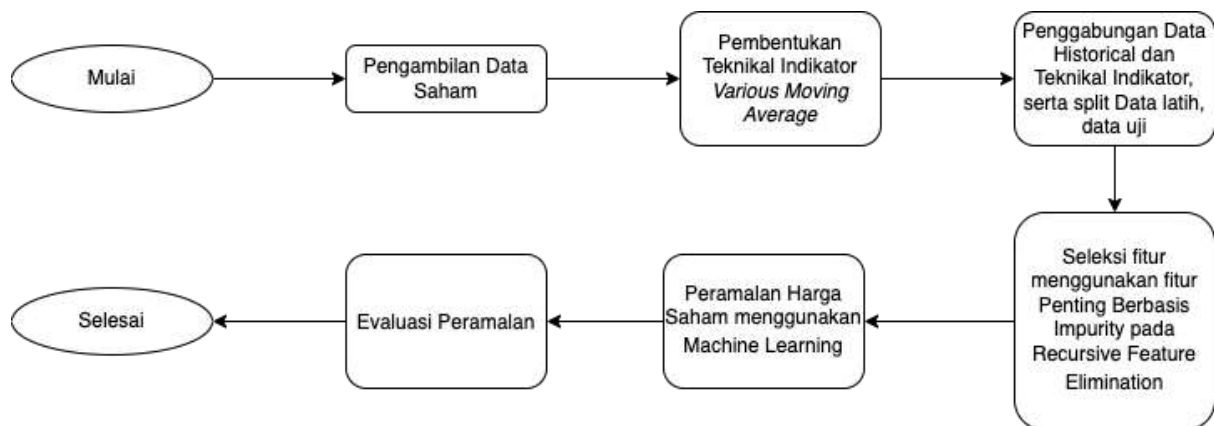 Mulai
Pengambilan Data
Saham
Pembentukan
Teknikal Indikator
Various Moving
Average
Penggabungan Data
Historical dan
Teknikal Indikator,
serta split Data latih,
data uji
Seleksi fitur
menggunakan fitur
Penting Berbasis
Impurity pada
Recursive Feature
Elimination
Peramalan Harga
Saham menggunakan
Machine Learning
Evaluasi Peramalan
Selesai